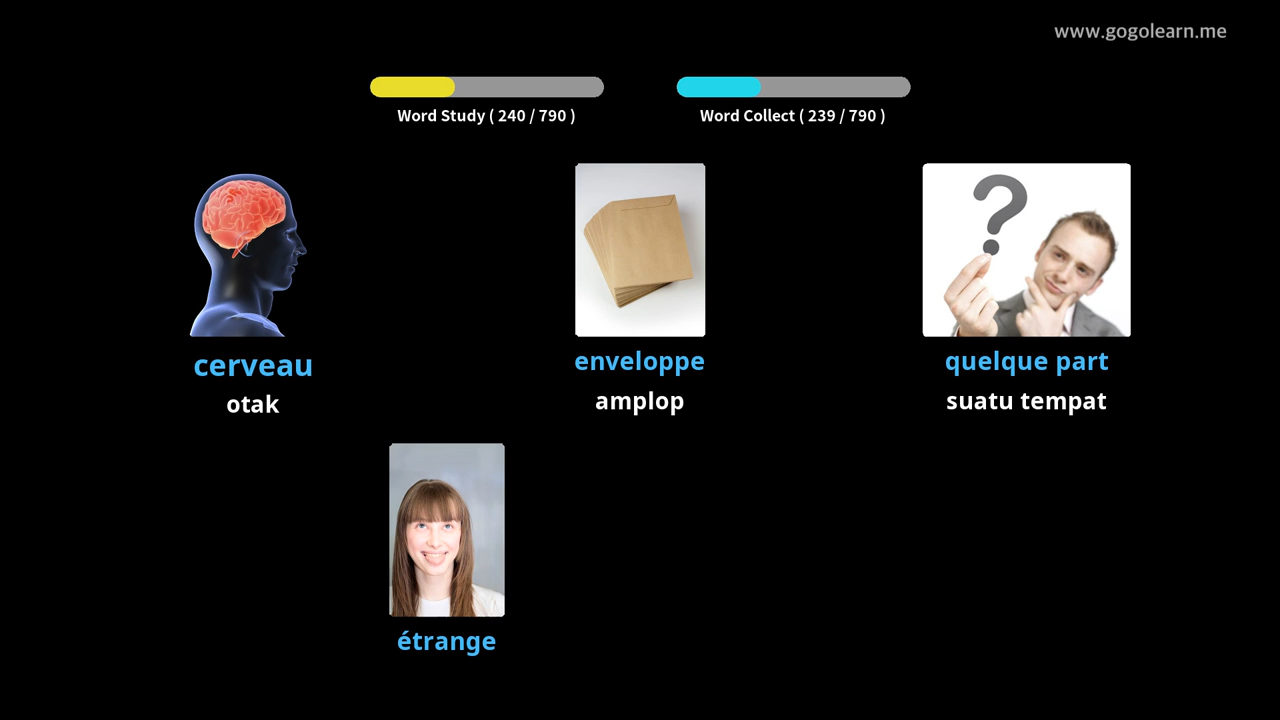 www.gogolearn.me
Word Study ( 240 / 790 )
Word Collect ( 239 / 790 )
cerveau
otak
enveloppe
amplop
quelque part
suatu tempat
étrange